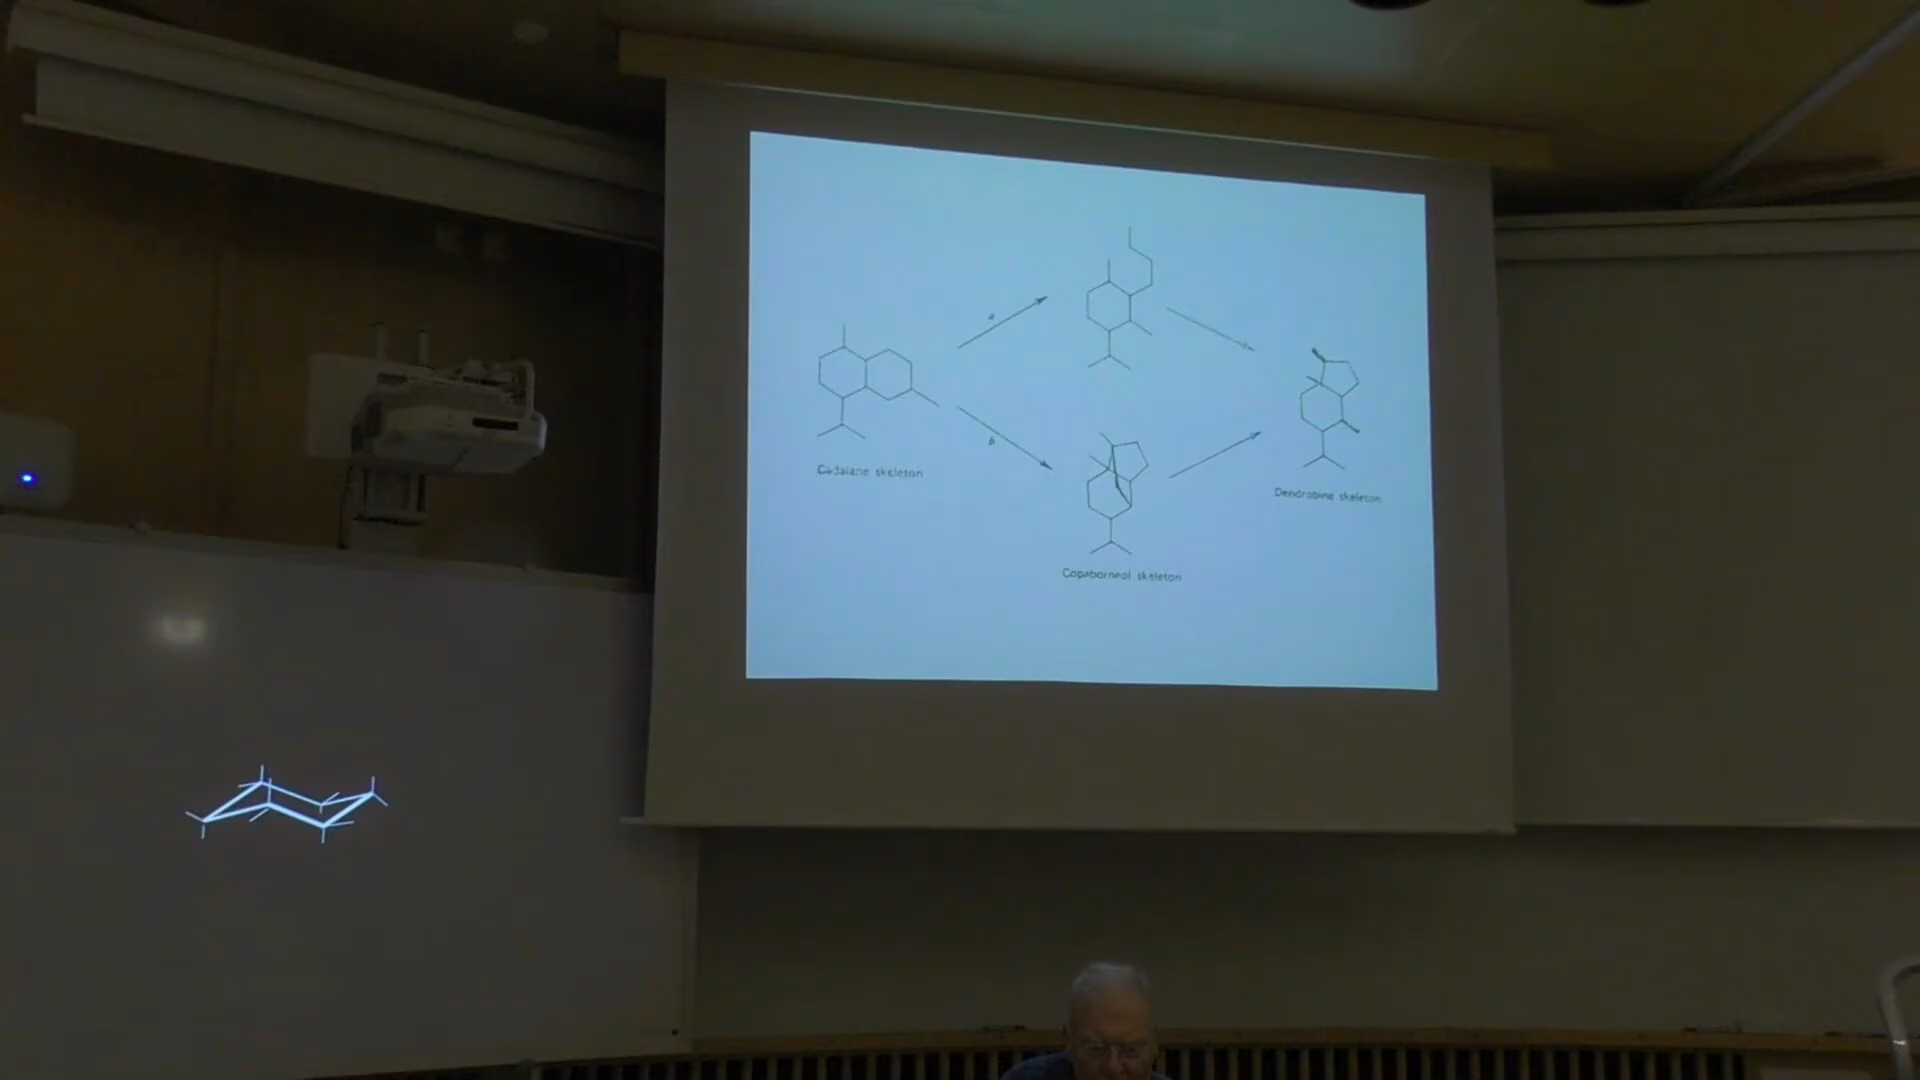 a
b
Cadalane skeleton
Dendrobine skeleton
Copaborneol skeleton